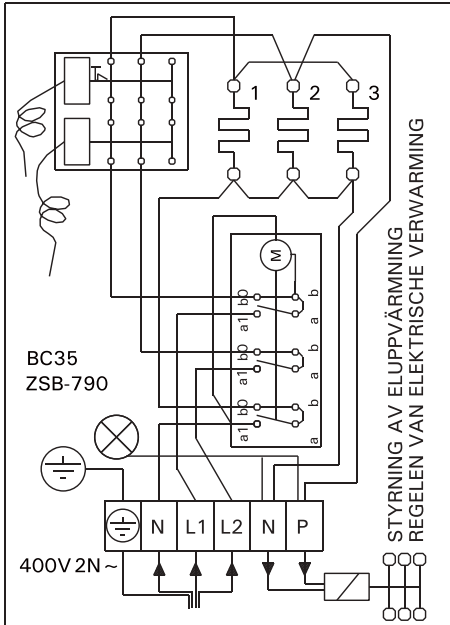 1 2 3
M
b0 b
a1 a
b0 b
a1 a
b0 b
a1 a
BC35
ZSB-790
STYRNING AV ELUPPVÄRMNING
REGELEN VAN ELEKTRISCHE VERWARMING
N L1 L2 N P
400V 2N~